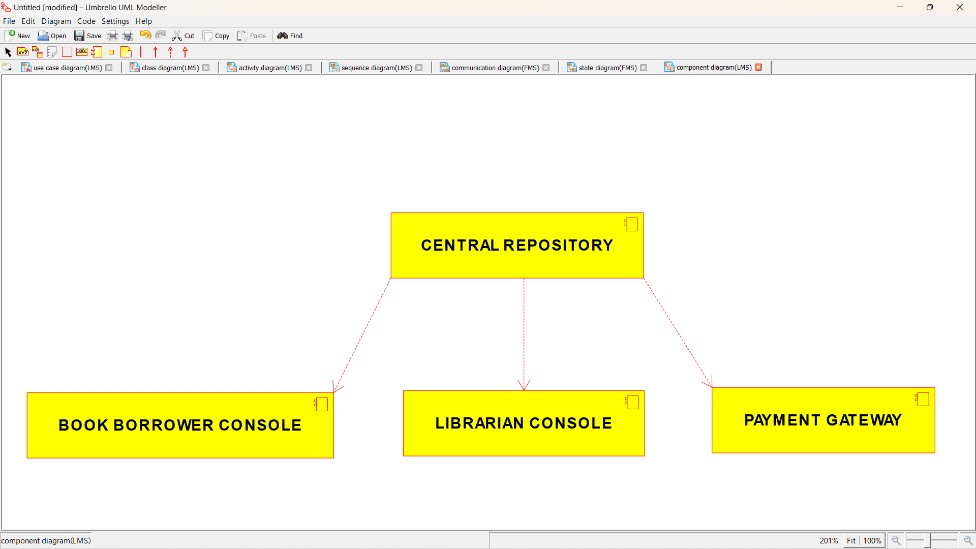 Untitled [modified] – Umbrello UML Modeller
File Edit Diagram Code Settings Help
New Open Save Cut Copy Paste Find
use case diagram(LMS) class diagram(LMS) activity diagram(LMS) sequence diagram(LMS) communication diagram(FMS) state diagram(FMS) component diagram(LMS)
CENTRAL REPOSITORY
BOOK BORROWER CONSOLE
LIBRARIAN CONSOLE
PAYMENT GATEWAY
component diagram(LMS)
201% Fit 100%